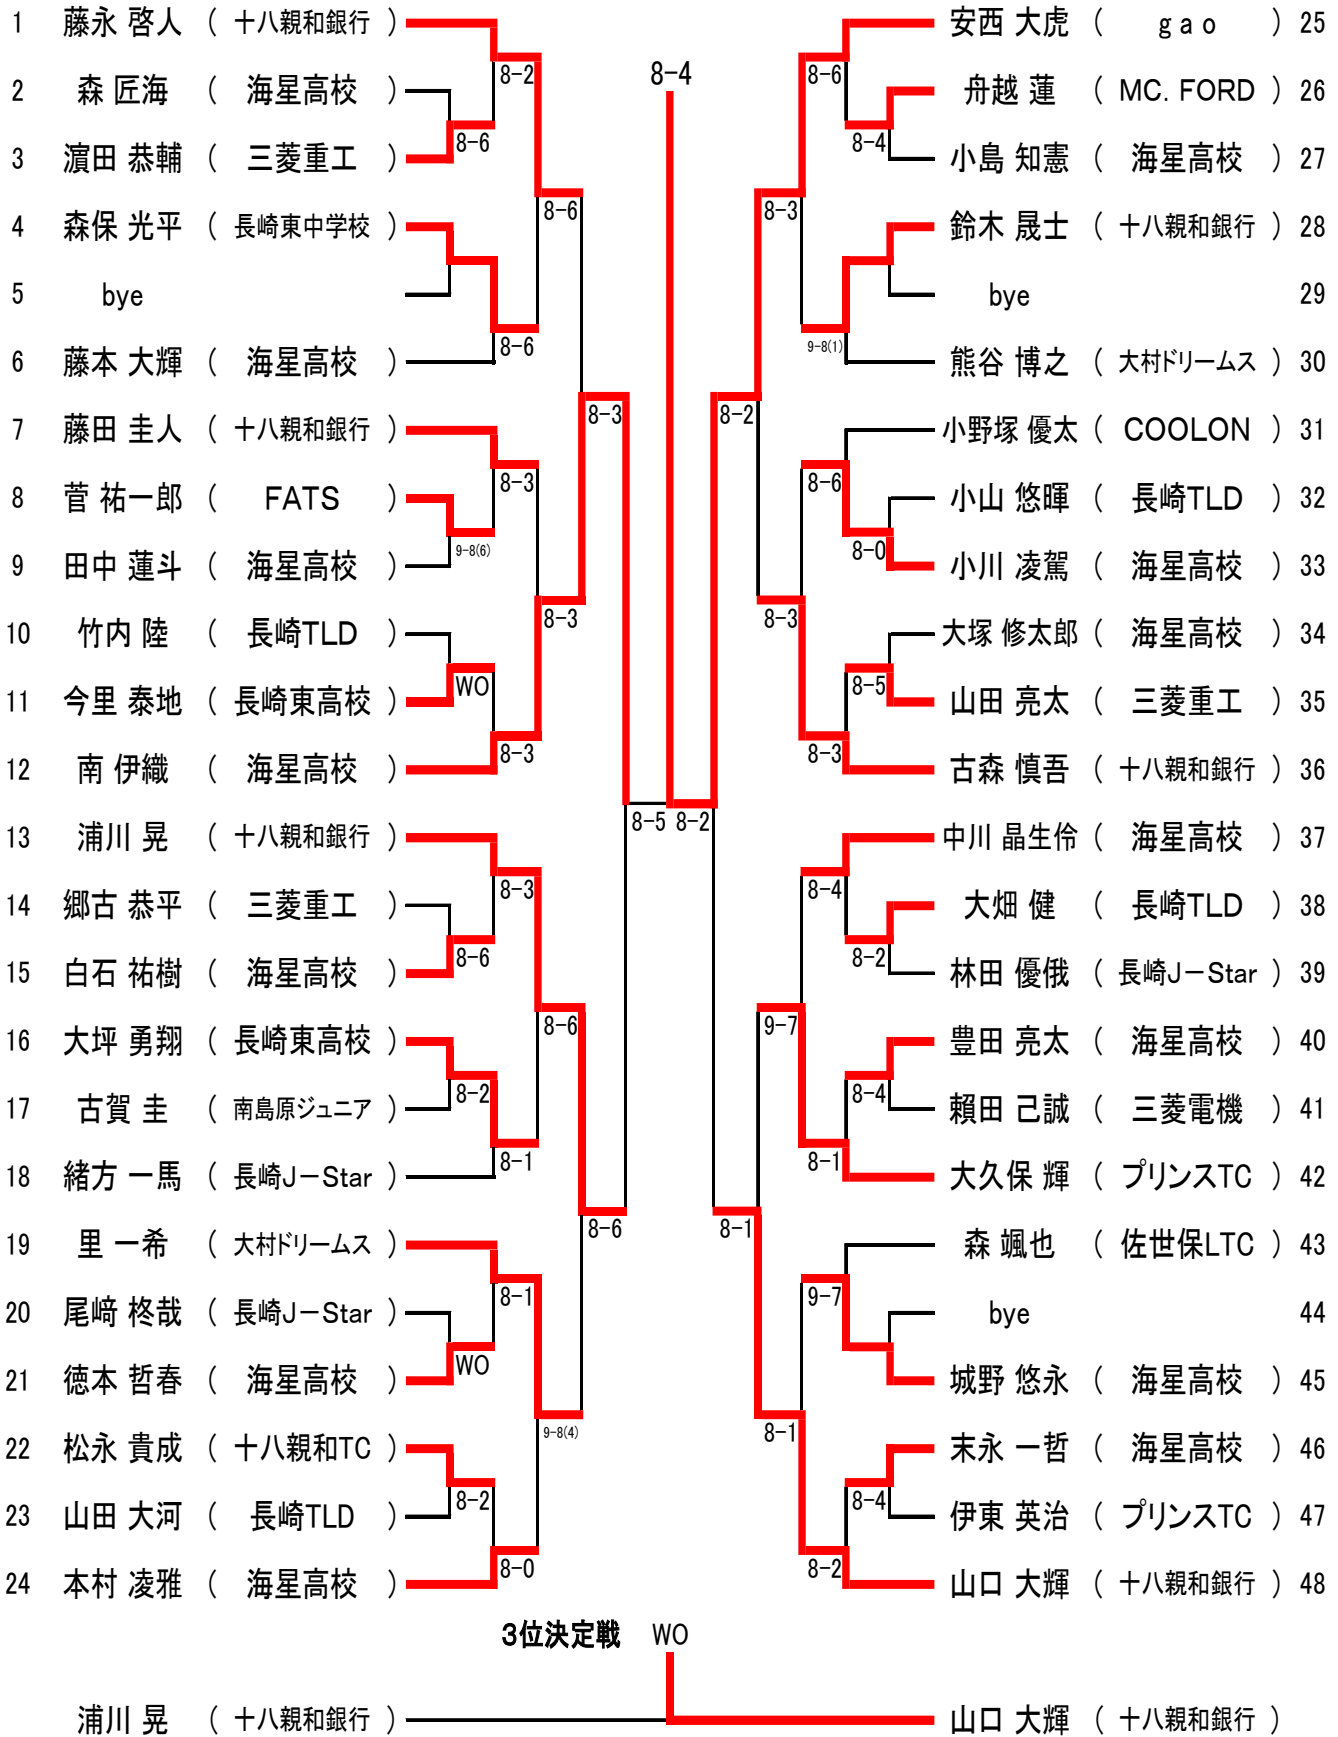 1 藤永 啓人 ( 十八親和銀行 )
2 森 匠海 ( 海星高校 )
3 濵田 恭輔 ( 三菱重工 )
4 森保 光平 ( 長崎東中学校 )
5 bye
6 藤本 大輝 ( 海星高校 )
7 藤田 圭人 ( 十八親和銀行 )
8 菅 祐一郎 ( FATS )
9 田中 蓮斗 ( 海星高校 )
10 竹内 陸 ( 長崎TLD )
11 今里 泰地 ( 長崎東高校 )
12 南 伊織 ( 海星高校 )
13 浦川 晃 ( 十八親和銀行 )
14 郷古 恭平 ( 三菱重工 )
15 白石 祐樹 ( 海星高校 )
16 大坪 勇翔 ( 長崎東高校 )
17 古賀 圭 ( 南島原ジュニア )
18 緒方 一馬 ( 長崎J－Star )
19 里 一希 ( 大村ドリームス )
20 尾﨑 柊哉 ( 長崎J－Star )
21 徳本 哲春 ( 海星高校 )
22 松永 貴成 ( 十八親和TC )
23 山田 大河 ( 長崎TLD )
24 本村 凌雅 ( 海星高校 )
8-2
8-6
8-6
8-6
8-3
8-3
9-8(6)
8-3
WO
8-3
8-3
8-6
8-6
8-2
8-1
8-6
8-1
WO
9-8(4)
8-2
8-0
8-4
8-5 8-2
8-6
8-4
8-3
9-8(1)
8-2
8-6
8-0
8-3
8-5
8-3
8-4
8-2
9-7
8-4
8-1
8-1
9-7
8-1
8-4
8-2
安西 大虎 ( gao ) 25
舟越 蓮 ( MC. FORD ) 26
小島 知憲 ( 海星高校 ) 27
鈴木 晟士 ( 十八親和銀行 ) 28
bye 29
熊谷 博之 ( 大村ドリームス ) 30
小野塚 優太 ( COOLON ) 31
小山 悠暉 ( 長崎TLD ) 32
小川 凌駕 ( 海星高校 ) 33
大塚 修太郎 ( 海星高校 ) 34
山田 亮太 ( 三菱重工 ) 35
古森 慎吾 ( 十八親和銀行 ) 36
中川 晶生伶 ( 海星高校 ) 37
大畑 健 ( 長崎TLD ) 38
林田 優俄 ( 長崎J－Star ) 39
豊田 亮太 ( 海星高校 ) 40
頼田 己誠 ( 三菱電機 ) 41
大久保 輝 ( プリンスTC ) 42
森 颯也 ( 佐世保LTC ) 43
bye 44
城野 悠永 ( 海星高校 ) 45
末永 一哲 ( 海星高校 ) 46
伊東 英治 ( プリンスTC ) 47
山口 大輝 ( 十八親和銀行 ) 48
3位決定戦 WO
浦川 晃 ( 十八親和銀行 )
山口 大輝 ( 十八親和銀行 )